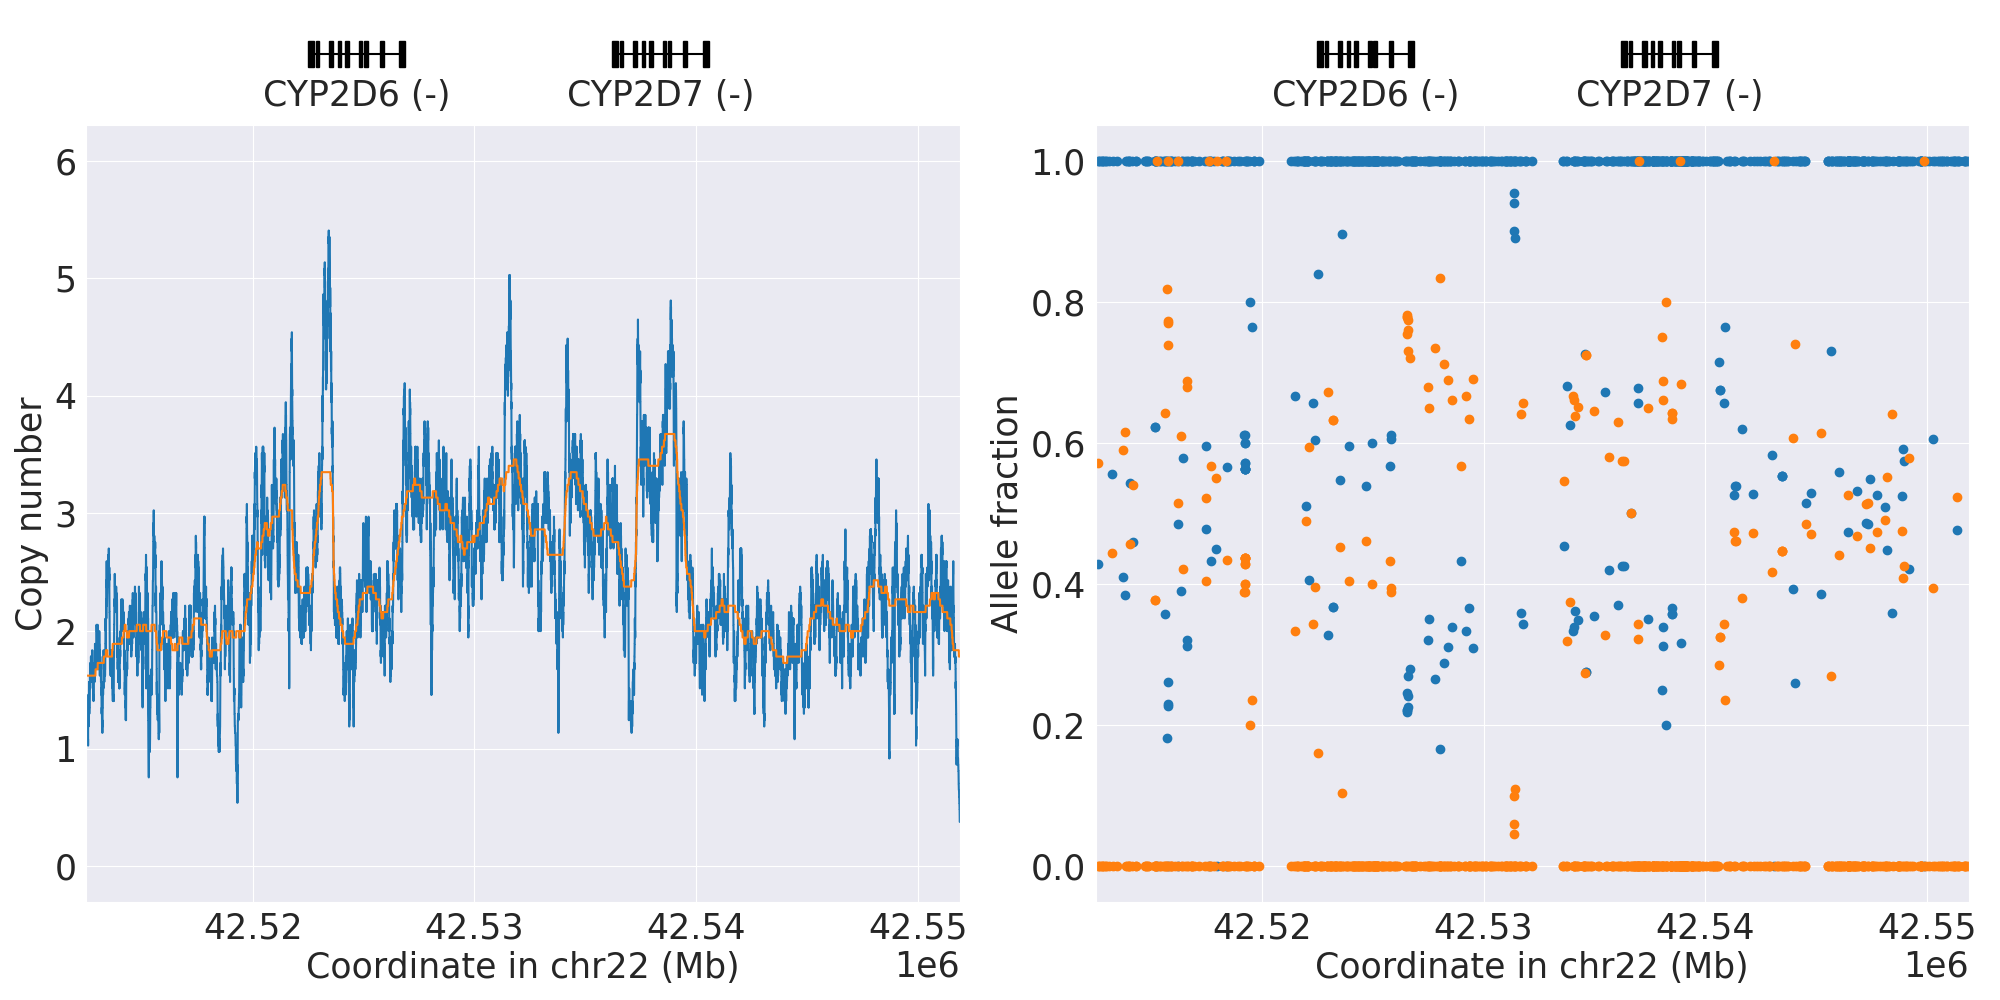 CYP2D6 (-) CYP2D7 (-)
6
5
4
3
2
1
0
Copy number
42.52 42.53 42.54 42.55
Coordinate in chr22 (Mb)
1e6
CYP2D6 (-) CYP2D7 (-)
1.0
0.8
0.6
0.4
0.2
0.0
Allele fraction
42.52 42.53 42.54 42.55
Coordinate in chr22 (Mb)
1e6